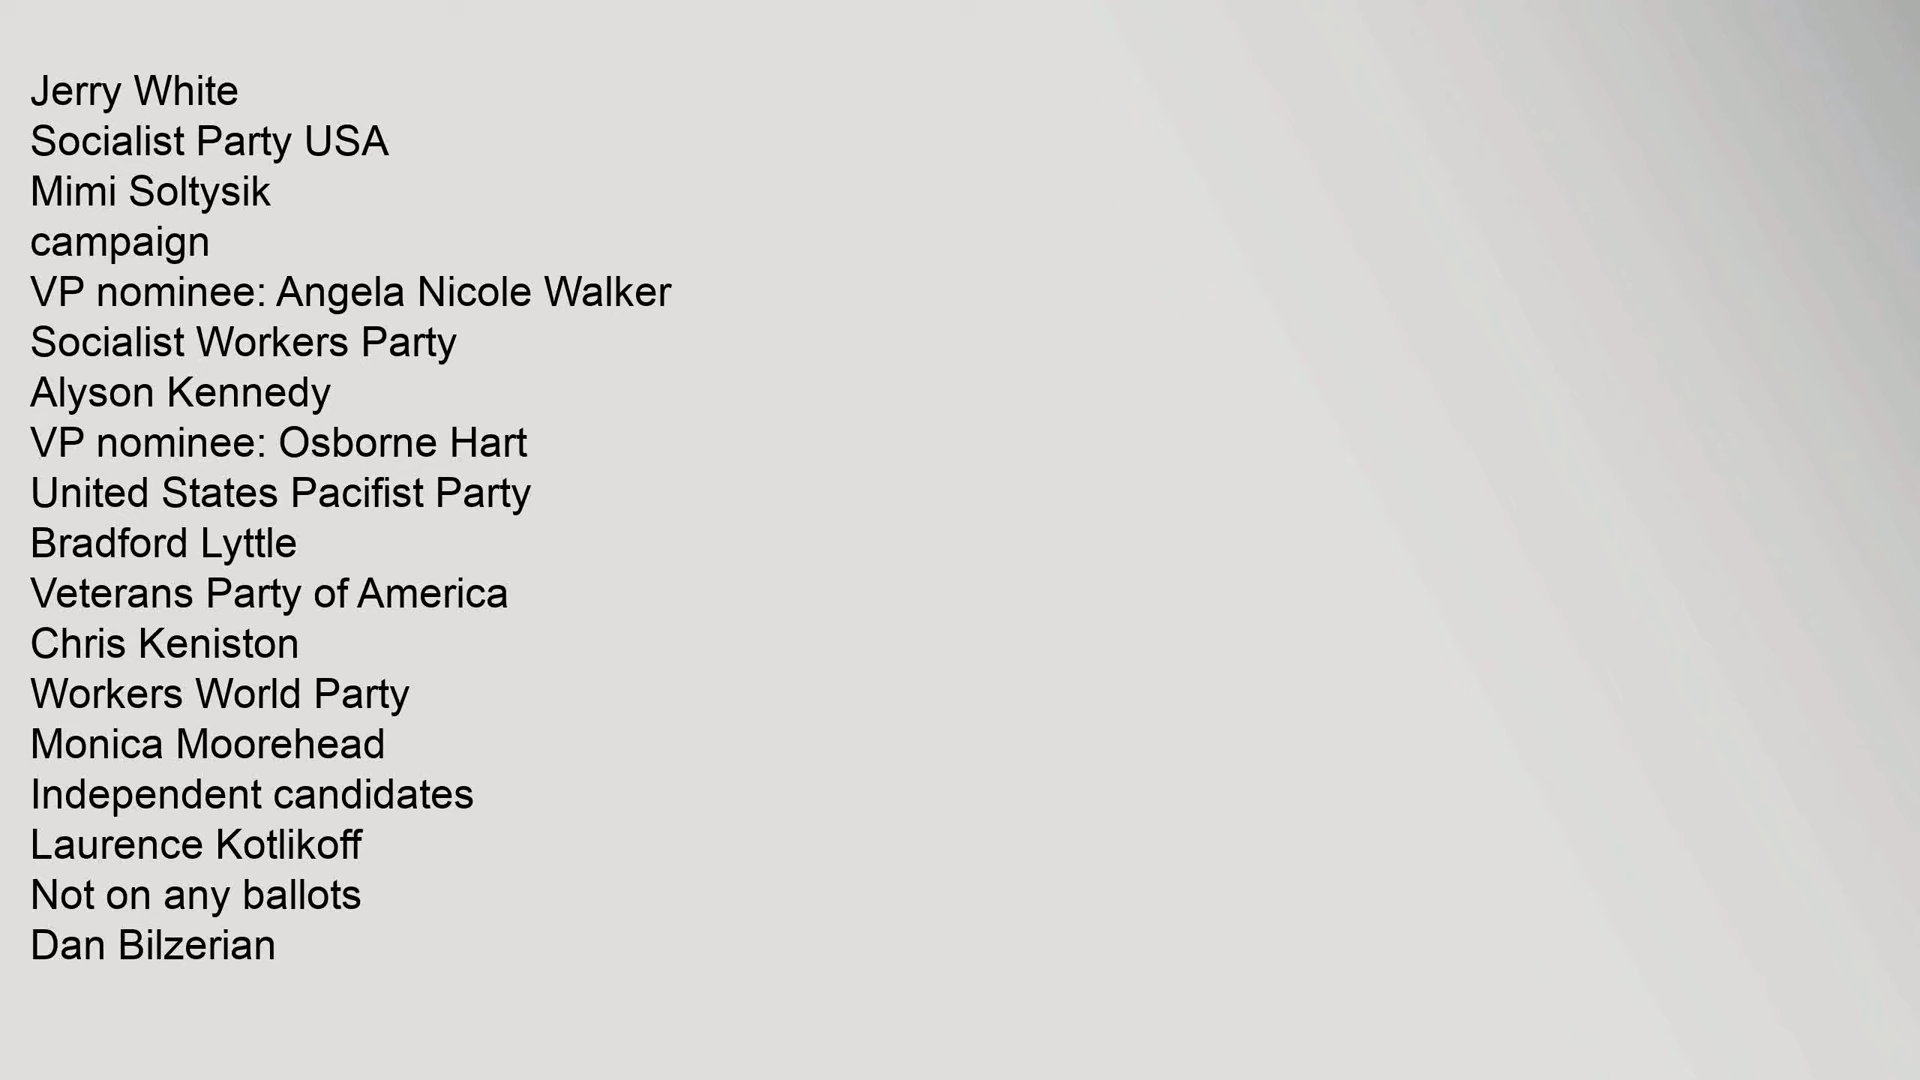 Jerry White
Socialist Party USA
Mimi Soltysik
campaign
VP nominee: Angela Nicole Walker
Socialist Workers Party
Alyson Kennedy
VP nominee: Osborne Hart
United States Pacifist Party
Bradford Lyttle
Veterans Party of America
Chris Keniston
Workers World Party
Monica Moorehead
Independent candidates
Laurence Kotlikoff
Not on any ballots
Dan Bilzerian